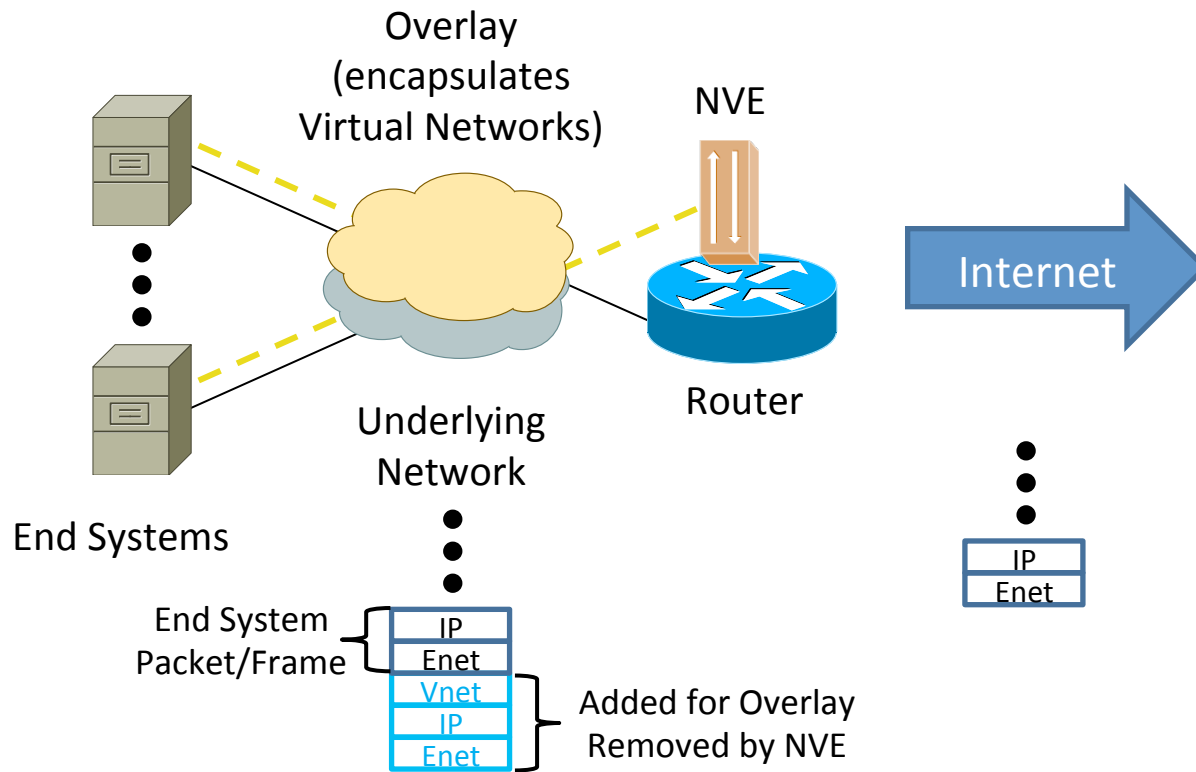 Overlay
(encapsulates
Virtual Networks)
NVE
Internet
Router
Underlying
Network
End Systems
IP
Enet
End System
Packet/Frame
IP
Enet
Vnet
IP
Enet
Added for Overlay
Removed by NVE